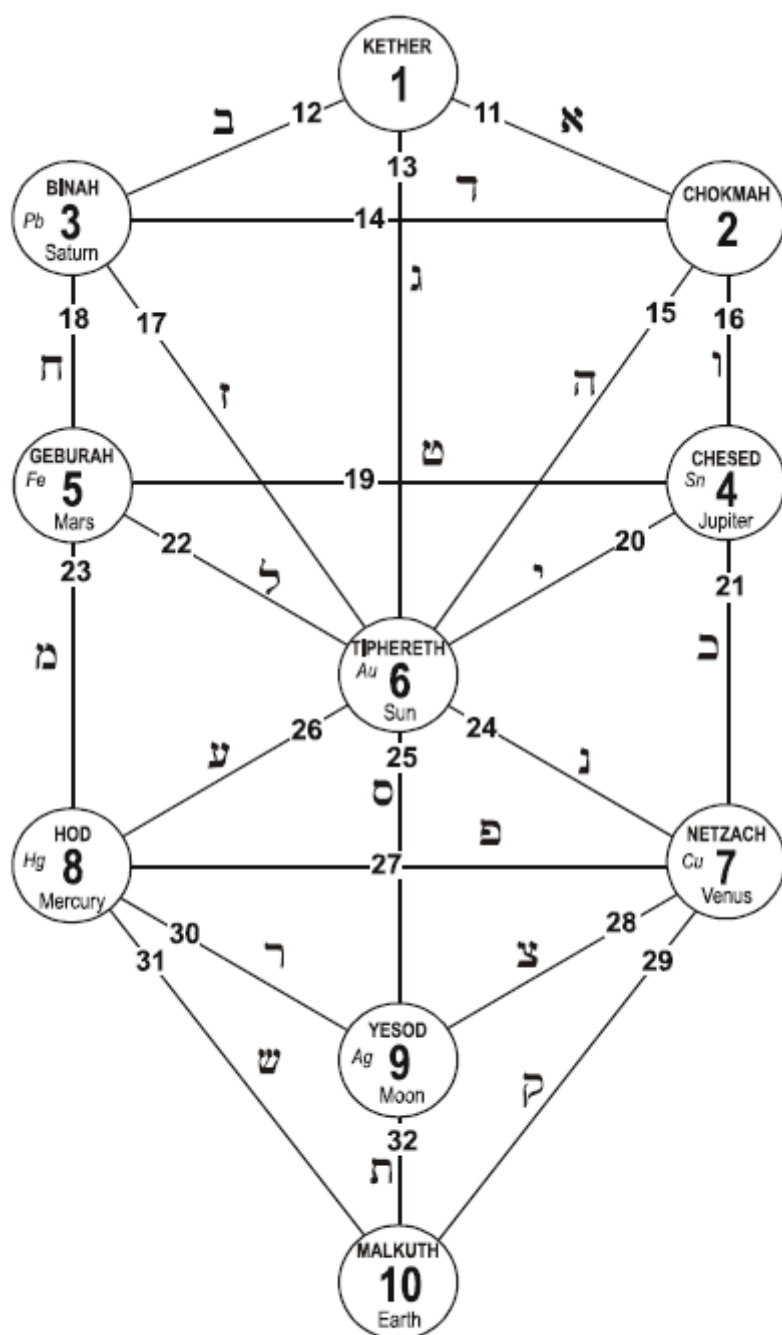 KETHER
1
ב
12
11
א
13
ד
BINAH
Pb 3
Saturn
CHOKMAH
2
14
ג
18
17
15
16
ח
ז
ה
ו
ט
GEBURAH
Fe 5
Mars
19
CHESED
Sn 4
Jupiter
22
20
23
21
ל
י
מ
TIPHERETH
Au 6
Sun
26
24
25
ע
נ
ס
פ
HOD
Hg 8
Mercury
27
NETZACH
Cu 7
Venus
30
28
31
29
ר
צ
YESOD
Ag 9
Moon
ש
ק
32
ת
MALKUTH
10
Earth